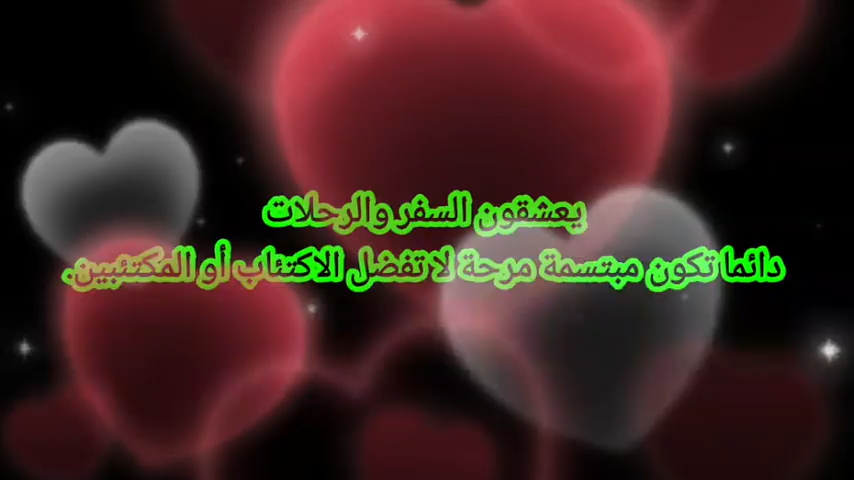 يعشقون السفر والرحلات
دائما تكون مبتسمة مرحة لا تفضل الاكتئاب أو المكتئبين.